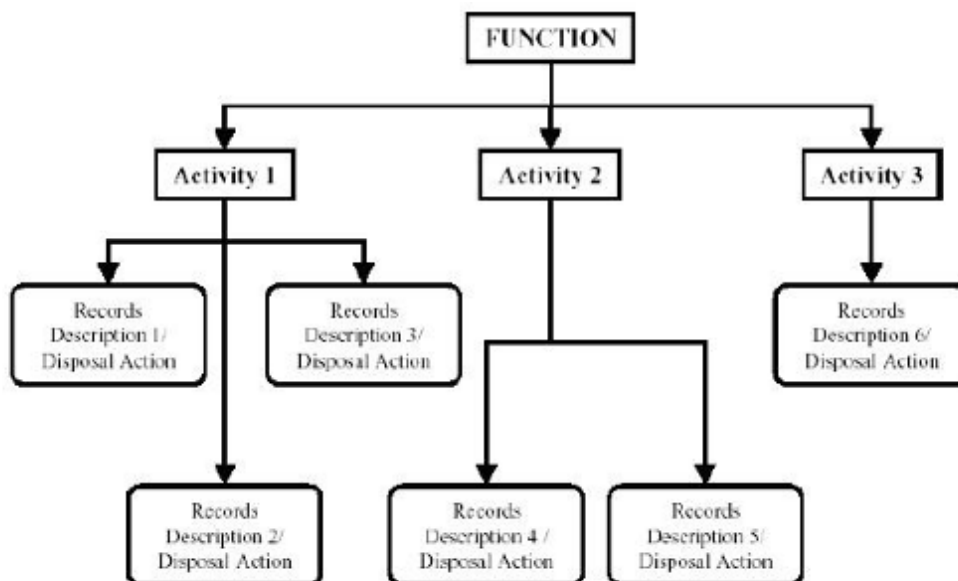 FUNCTION
Activity 1
Activity 2
Activity 3
Records
Description 1/
Disposal Action
Records
Description 3/
Disposal Action
Records
Description 6/
Disposal Action
Records
Description 2/
Disposal Action
Records
Description 4 /
Disposal Action
Records
Description 5/
Disposal Action